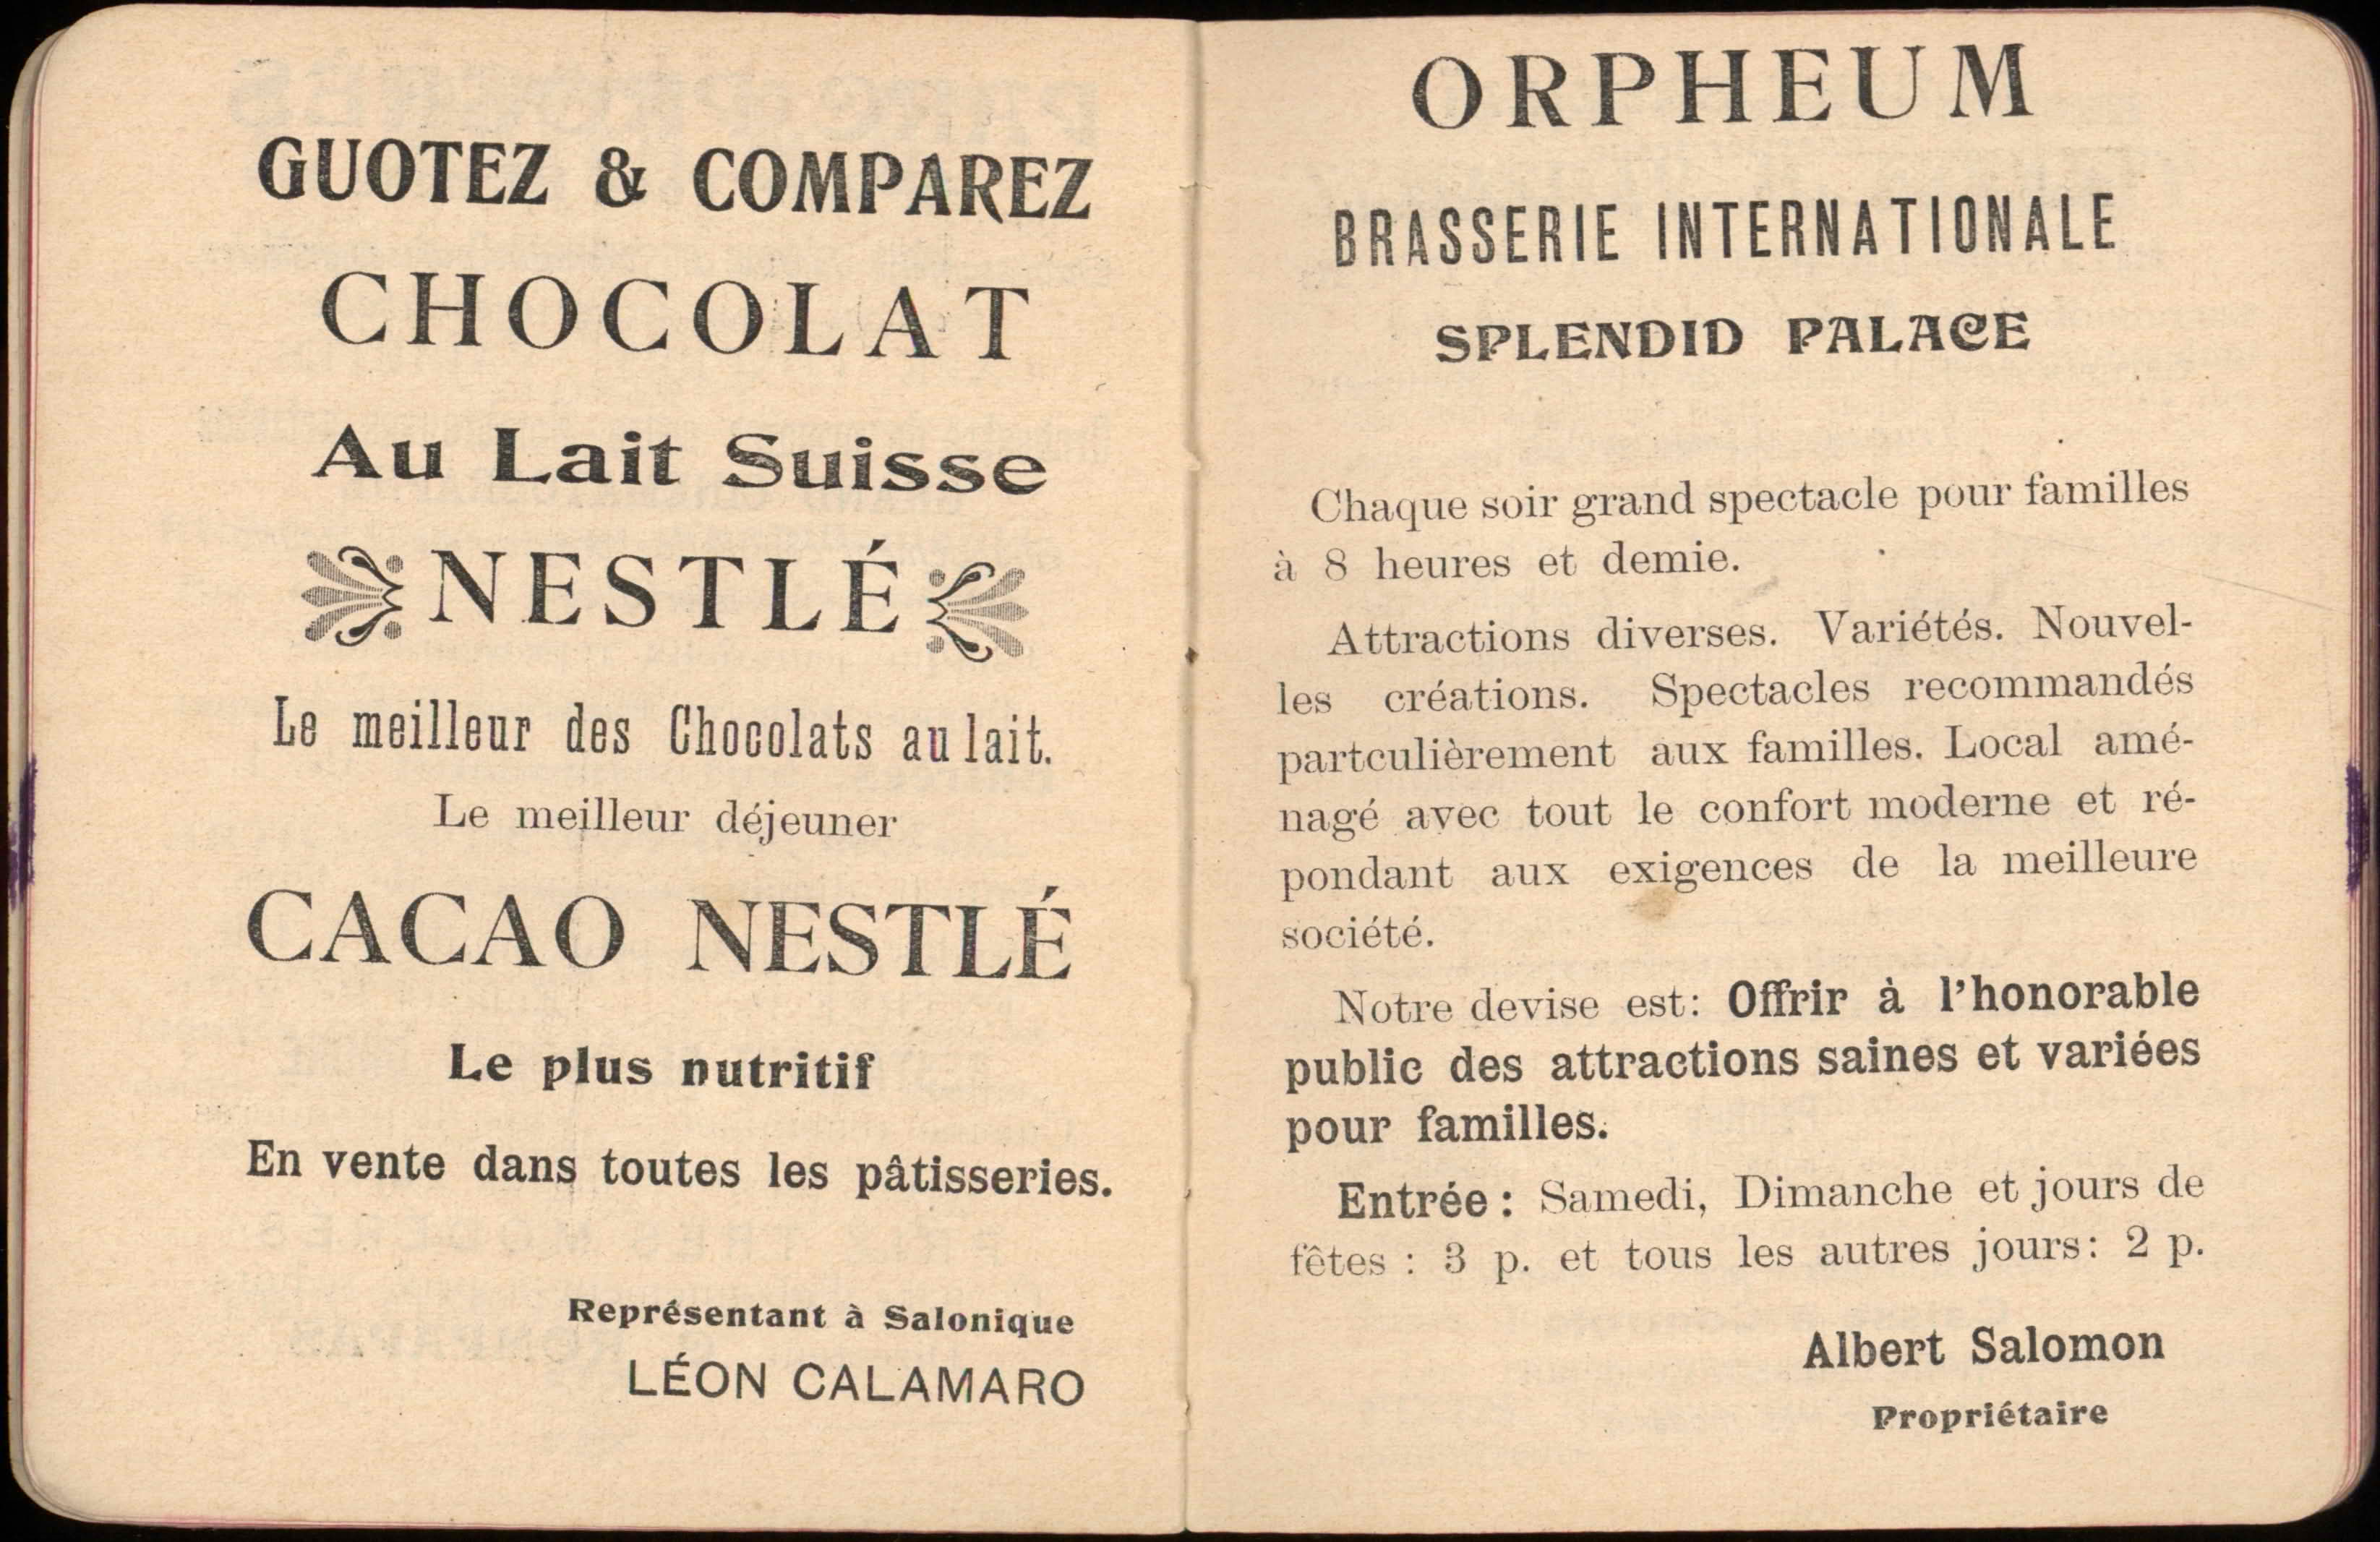 GUOTEZ & COMPAREZ
CHOCOLAT
Au Lait Suisse
NESTLÉ
Le meilleur des Chocolats au lait.
Le meilleur déjeuner
CACAO NESTLÉ
Le plus nutritif
En vente dans toutes les pâtisseries.
Représentant à Salonique
LÉON CALAMARO
ORPHEUM
BRASSERIE INTERNATIONALE
SPLENDID PALACE
Chaque soir grand spectacle pour familles
à 8 heures et demie.
Attractions diverses. Variétés. Nouvel-
les créations. Spectacles recommandés
partculièrement aux familles. Local amé-
nagé avec tout le confort moderne et ré-
pondant aux exigences de la meilleure
société.
Notre devise est: Offrir à l'honorable
public des attractions saines et variées
pour familles.
Entrée : Samedi, Dimanche et jours de
fêtes : 3 p. et tous les autres jours: 2 p.
Albert Salomon
Propriétaire